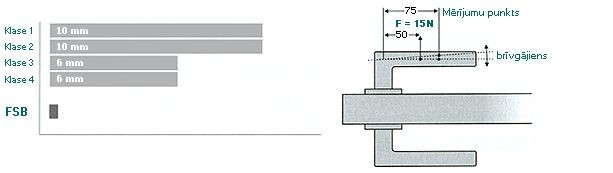 Klase 1
10 mm
Klase 2
10 mm
Klase 3
6 mm
Klase 4
6 mm
FSB
75
Mērījumu punkts
F = 15N
50
brīvgājiens